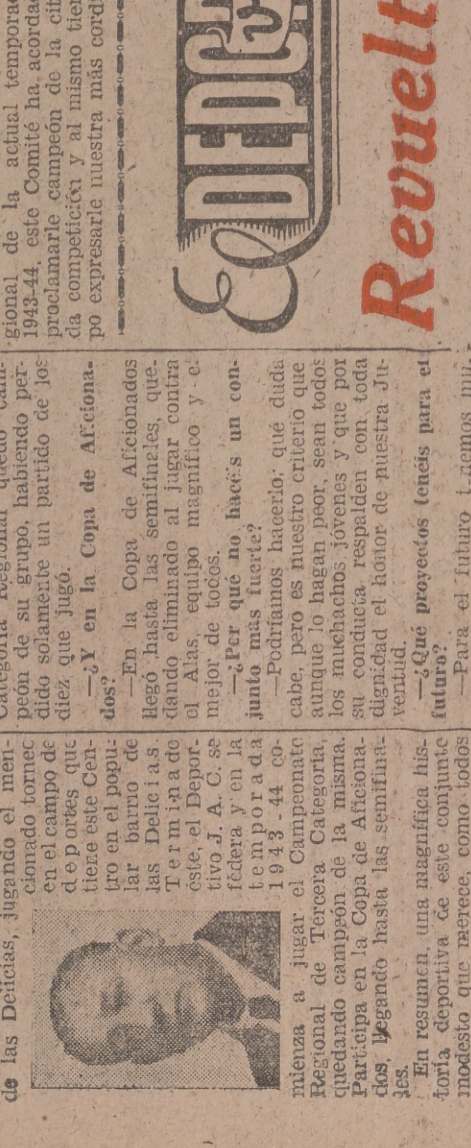 de las Delicias, jugando el men-
cionado torneo
en el campo de
deportes que
tiene éste Cen-
tro en el popu-
lar barrio de
las Delicias.
Terminado
éste, el Depor-
tivo J. A. C. se
fédera y en la
temporada
1943-44 co-
mienza a jugar el Campeonato
Regional de Tercera Categoría,
quedando campeón de la misma.
Participa en la Copa de Aficiona-
dos, llegando hasta las semifina-
les.
En resumen, una magnífica his-
toria deportiva de este conjunto
modesto que merece, como todos
Categoría Regional quedó cam-
peón de su grupo, habiendo per-
dido solamente un partido de los
diez que jugó.
—¿Y en la Copa de Aficiona-
dos?
—En la Copa de Aficionados
llegó hasta las semifinales, que-
dando eliminado al jugar contra
el Alas, equipo magnífico y el
mejor de todos.
—¿Por qué no hacéis un con-
junto más fuerte?
—Podríamos hacerlo, qué duda
cabe, pero es nuestro criterio que
aunque lo hagan peor, sean todos
los muchachos jóvenes y que por
su conducta respalden con toda
dignidad el honor de nuestra Ju-
ventud.
—¿Qué proyectos tenéis para el
futuro?
—Para el futuro tenemos mu-
gional de la actual temporada
1943-44, este Comité ha acordado
proclamarle campeón de la cita-
da competición y al mismo tiem-
po expresarle nuestra más cordi
El DEPO
Revuelt